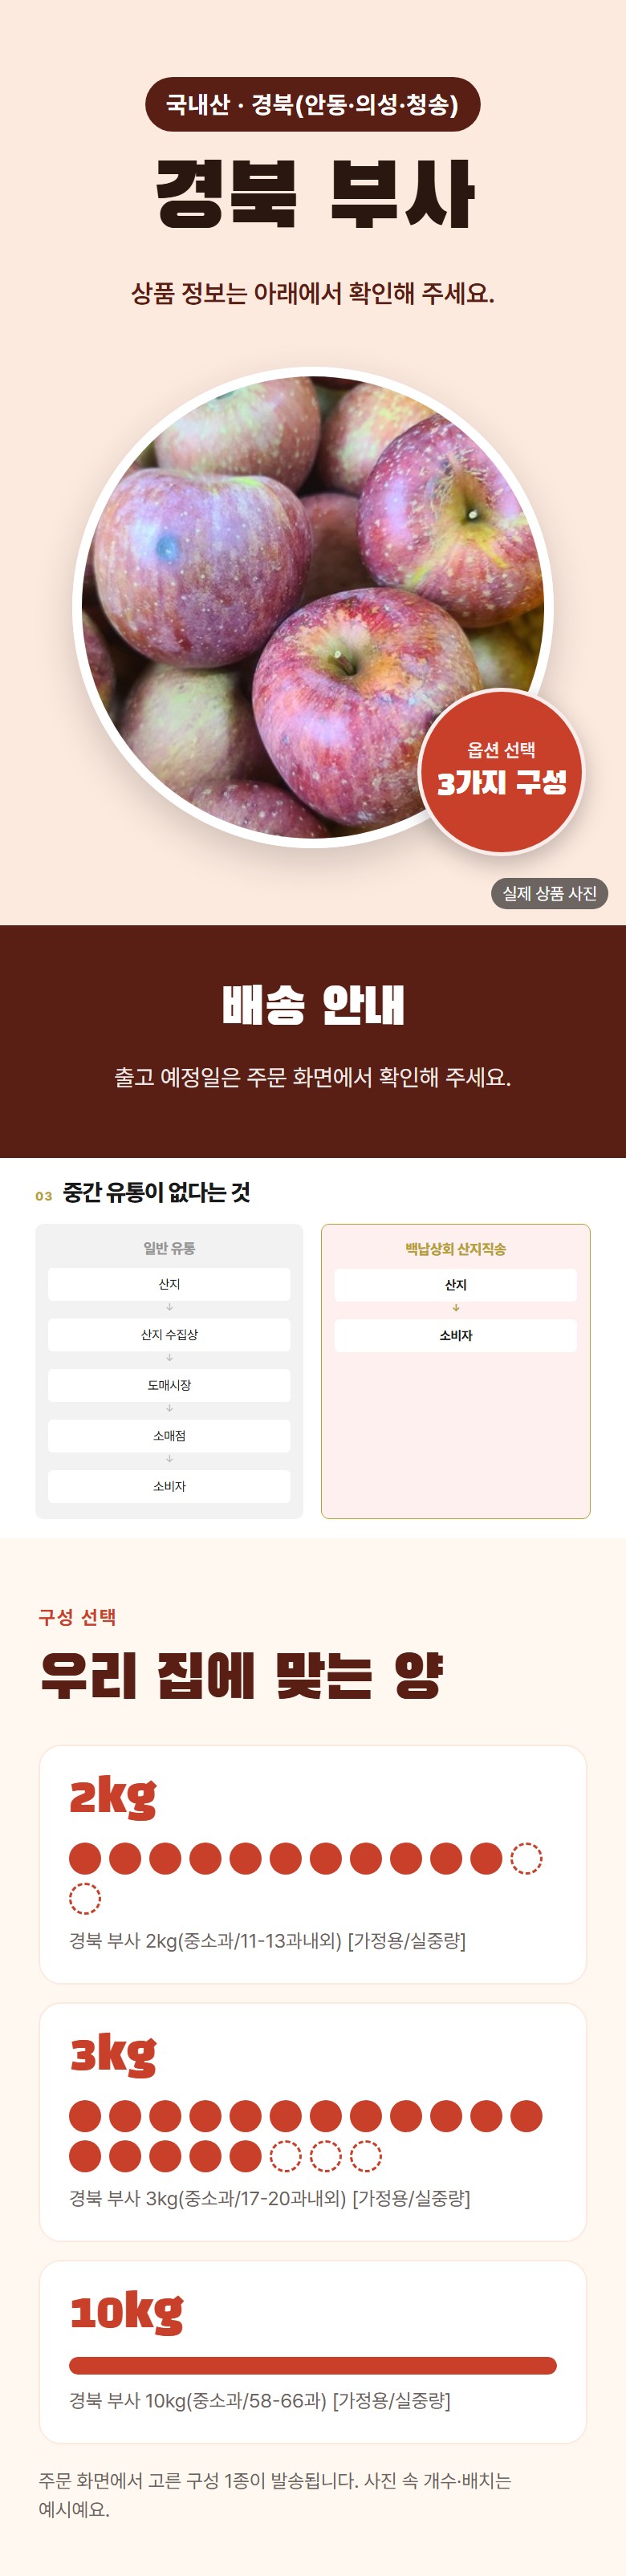 국내산 · 경북(안동·의성·청송)
경북 부사
상품 정보는 아래에서 확인해 주세요.
옵션 선택
3가지 구성
실제 상품 사진
배송 안내
출고 예정일은 주문 화면에서 확인해 주세요.
03 중간 유통이 없다는 것
일반 유통
산지
↓
산지 수집상
↓
도매시장
↓
소매점
↓
소비자
백납상회 산지직송
산지
↓
소비자
구성 선택
우리 집에 맞는 양
2kg
경북 부사 2kg(중소과/11-13과내외) [가정용/실중량]
3kg
경북 부사 3kg(중소과/17-20과내외) [가정용/실중량]
10kg
경북 부사 10kg(중소과/58-66과) [가정용/실중량]
주문 화면에서 고른 구성 1종이 발송됩니다. 사진 속 개수·배치는
예시예요.